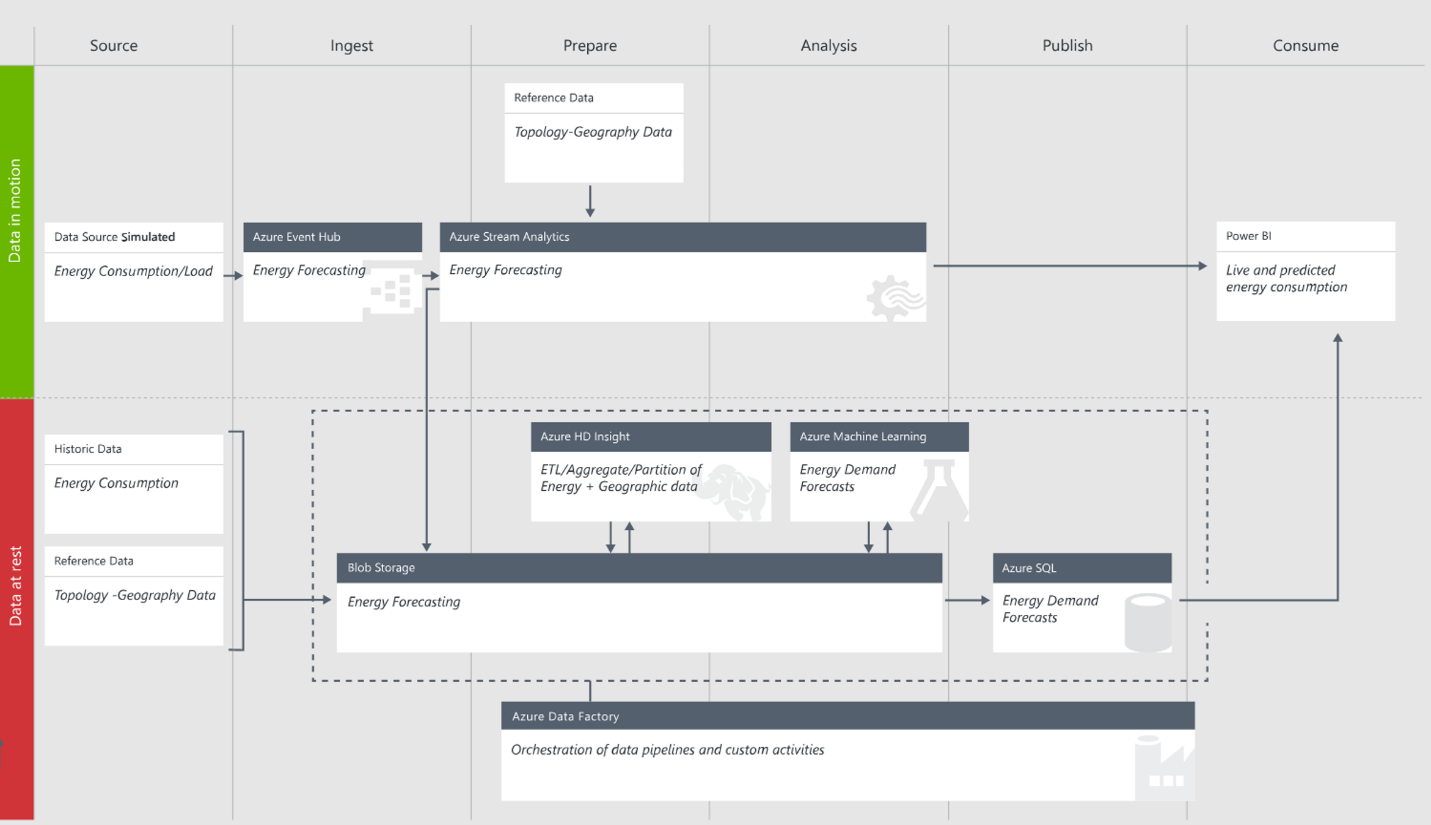 Source
Ingest
Prepare
Analysis
Publish
Consume
Data in motion
Reference Data
Topology-Geography Data
Data Source Simulated
Energy Consumption/Load
Azure Event Hub
Energy Forecasting
Azure Stream Analytics
Energy Forecasting
Power BI
Live and predicted
energy consumption
Data at rest
Historic Data
Energy Consumption
Reference Data
Topology -Geography Data
Azure HD Insight
ETL/Aggregate/Partition of
Energy + Geographic data
Azure Machine Learning
Energy Demand
Forecasts
Blob Storage
Energy Forecasting
Azure SQL
Energy Demand
Forecasts
Azure Data Factory
Orchestration of data pipelines and custom activities